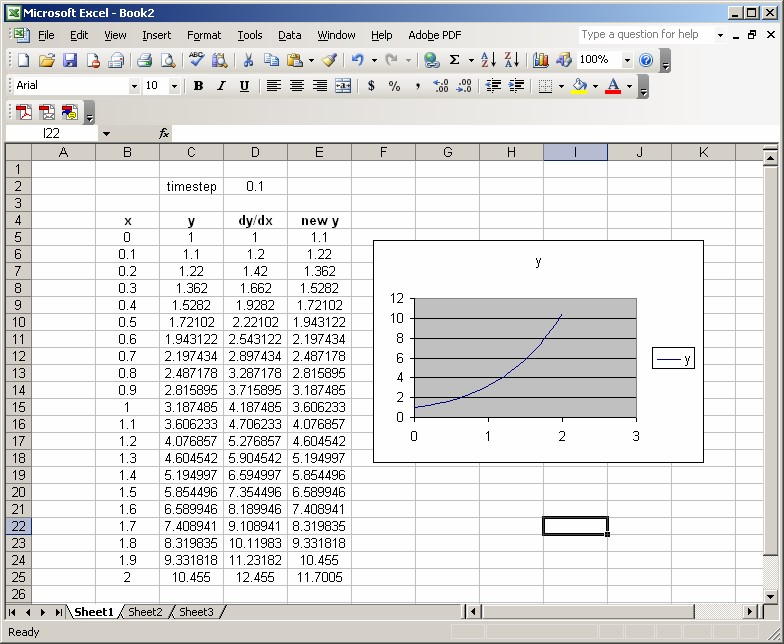 Microsoft Excel - Book2
File Edit View Insert Format Tools Data Window Help Adobe PDF Type a question for help
ABC Σ A Z Z A 100% ?
Arial 10 B I U $ % , .00 .0 A
I22 fx
A B C D E F G H I J K
1
2 timestep 0.1
3
4 x y dy/dx new y
5 0 1 1 1.1
6 0.1 1.1 1.2 1.22
7 0.2 1.22 1.42 1.362
8 0.3 1.362 1.662 1.5282
9 0.4 1.5282 1.9282 1.72102
10 0.5 1.72102 2.22102 1.943122
11 0.6 1.943122 2.543122 2.197434
12 0.7 2.197434 2.897434 2.487178
13 0.8 2.487178 3.287178 2.815895
14 0.9 2.815895 3.715895 3.187485
15 1 3.187485 4.187485 3.606233
16 1.1 3.606233 4.706233 4.076857
17 1.2 4.076857 5.276857 4.604542
18 1.3 4.604542 5.904542 5.194997
19 1.4 5.194997 6.594997 5.854496
20 1.5 5.854496 7.354496 6.589946
21 1.6 6.589946 8.189946 7.408941
22 1.7 7.408941 9.108941 8.319835
23 1.8 8.319835 10.11983 9.331818
24 1.9 9.331818 11.23182 10.455
25 2 10.455 12.455 11.7005
26
y
12
10
8
6
4
2
0
0 1 2 3
y
Sheet1 Sheet2 Sheet3
Ready